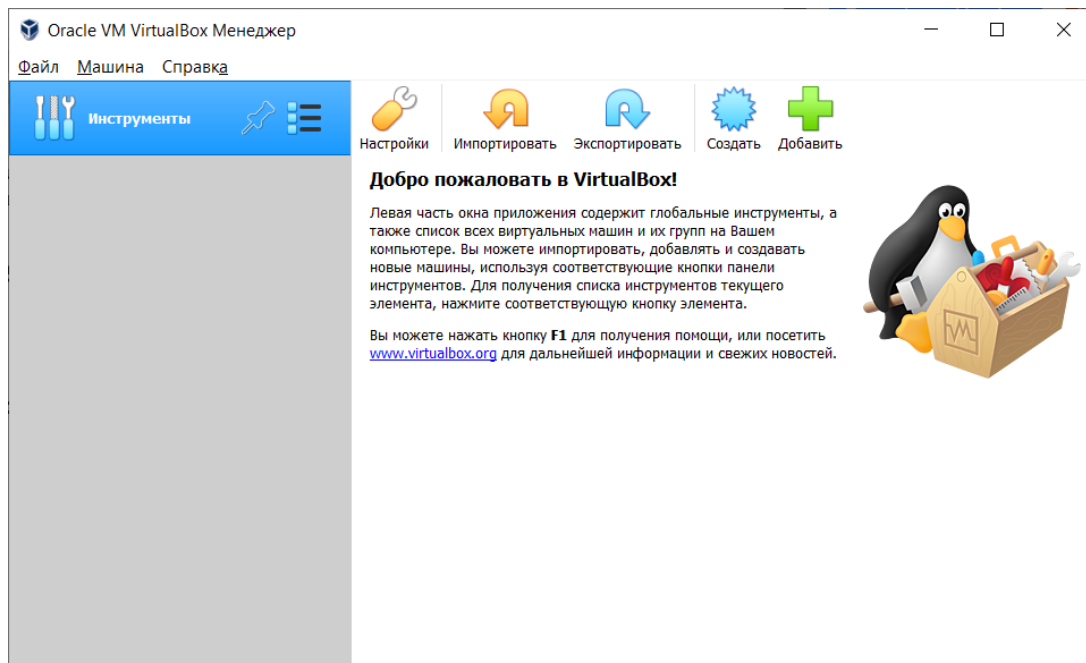 Oracle VM VirtualBox Менеджер
Файл Машина Справка
Инструменты
Настройки Импортировать Экспортировать Создать Добавить
Добро пожаловать в VirtualBox!
Левая часть окна приложения содержит глобальные инструменты, а
также список всех виртуальных машин и их групп на Вашем
компьютере. Вы можете импортировать, добавлять и создавать
новые машины, используя соответствующие кнопки панели
инструментов. Для получения списка инструментов текущего
элемента, нажмите соответствующую кнопку элемента.
Вы можете нажать кнопку F1 для получения помощи, или посетить
www.virtualbox.org для дальнейшей информации и свежих новостей.